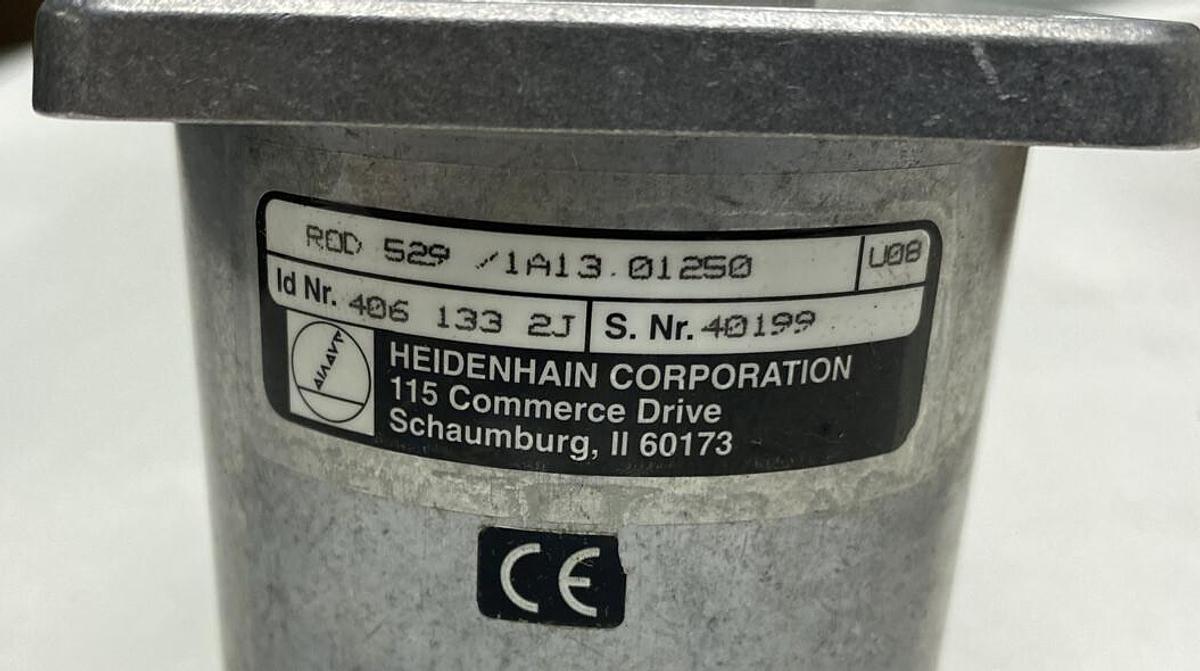 ROD 529 /1A13.01250 U08
Id Nr. 406 133 2J S. Nr. 40199
HEIDENHAIN CORPORATION
115 Commerce Drive
Schaumburg, Il 60173
CE